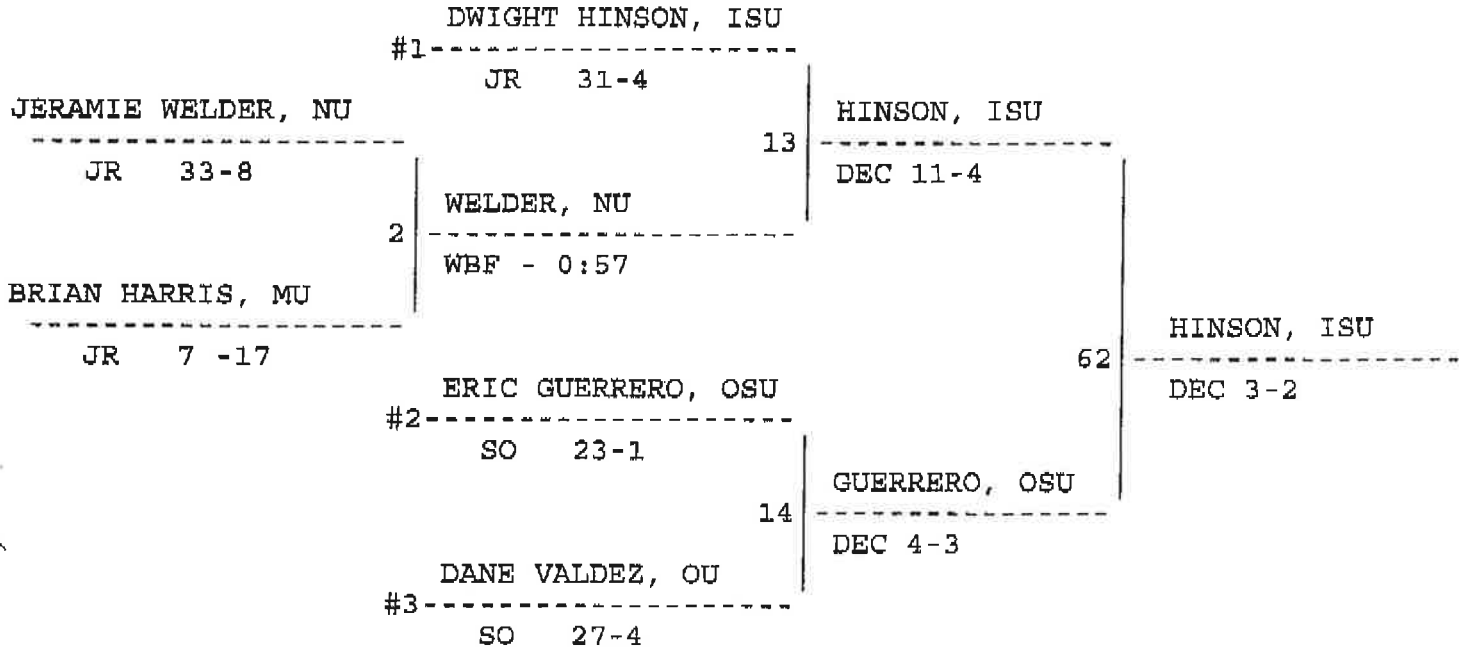 DWIGHT HINSON, ISU
#1
JR 31-4
JERAMIE WELDER, NU
JR 33-8
HINSON, ISU
13
DEC 11-4
WELDER, NU
2
WBF - 0:57
BRIAN HARRIS, MU
JR 7 -17
HINSON, ISU
62
DEC 3-2
ERIC GUERRERO, OSU
#2
SO 23-1
GUERRERO, OSU
14
DEC 4-3
DANE VALDEZ, OU
#3
SO 27-4